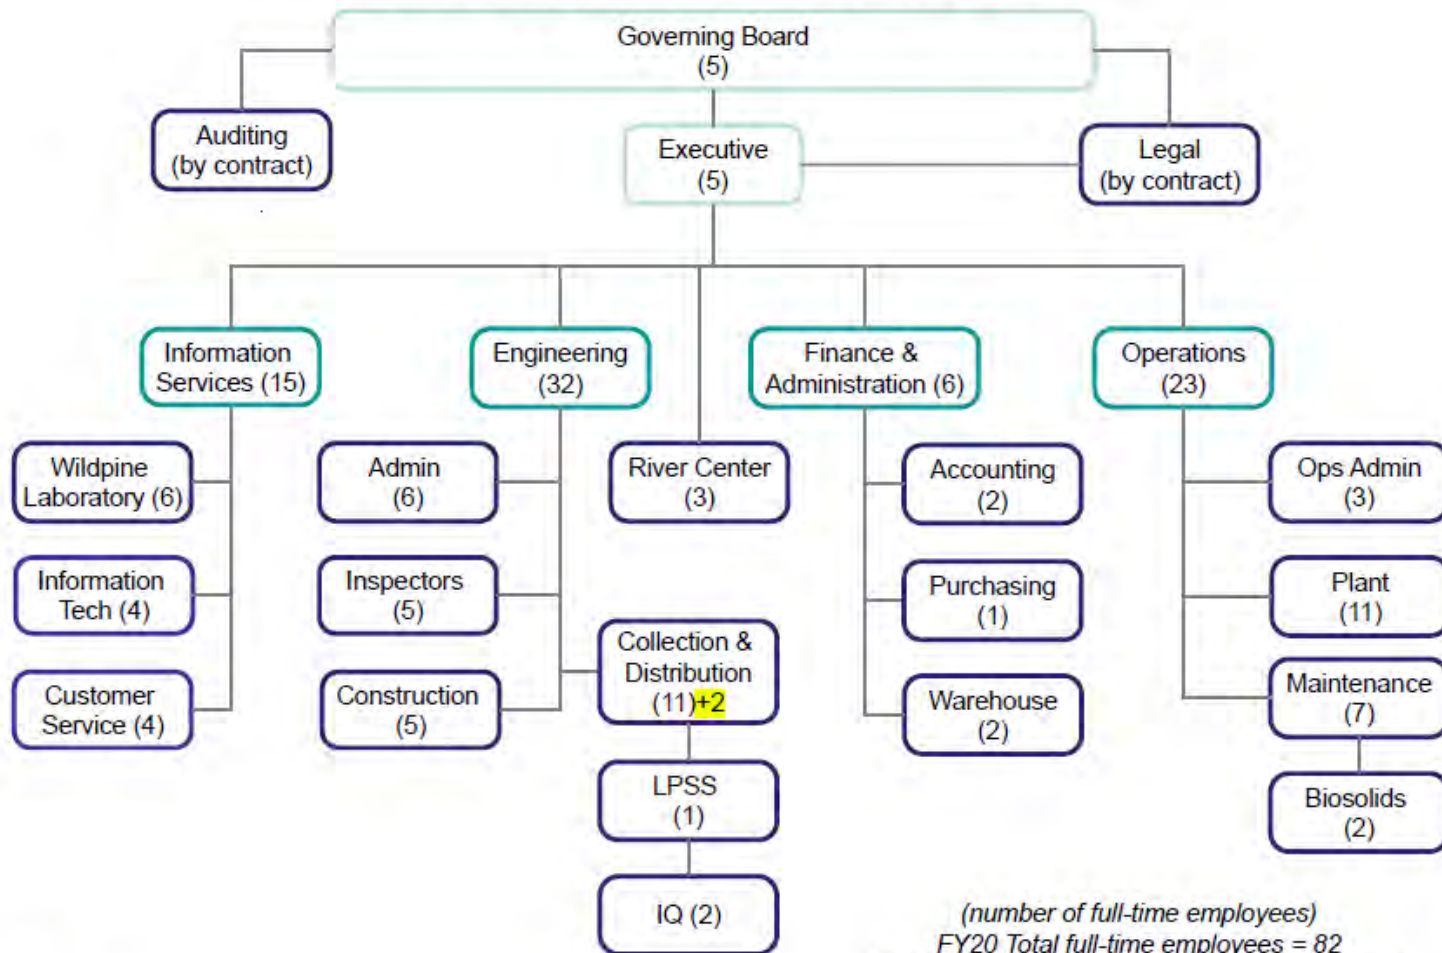 Governing Board
(5)
Auditing
(by contract)
Executive
(5)
Legal
(by contract)
Information
Services (15)
Engineering
(32)
Finance &
Administration (6)
Operations
(23)
Wildpine
Laboratory (6)
Admin
(6)
River Center
(3)
Accounting
(2)
Ops Admin
(3)
Information
Tech (4)
Inspectors
(5)
Purchasing
(1)
Plant
(11)
Collection &
Distribution
(11)+2
Customer
Service (4)
Construction
(5)
Warehouse
(2)
Maintenance
(7)
LPSS
(1)
Biosolids
(2)
IQ (2)
(number of full-time employees)
FY20 Total full-time employees = 82